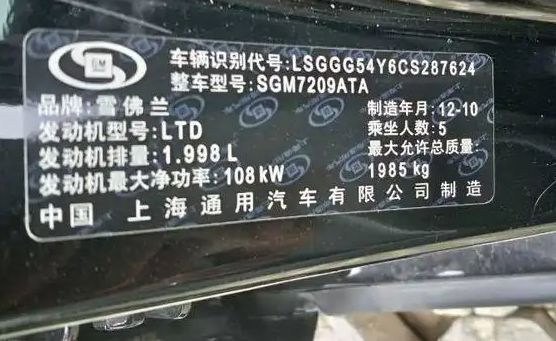 GM
车辆识别代号:LSGGG54Y6CS287624
整车型号:SGM7209ATA
品牌:雪佛兰
制造年月:12-10
发动机型号:LTD
乘坐人数:5
发动机排量:1.998 L
最大允许总质量:
1985 kg
发动机最大净功率:108kW
中国 上海通用汽车有限公司制造